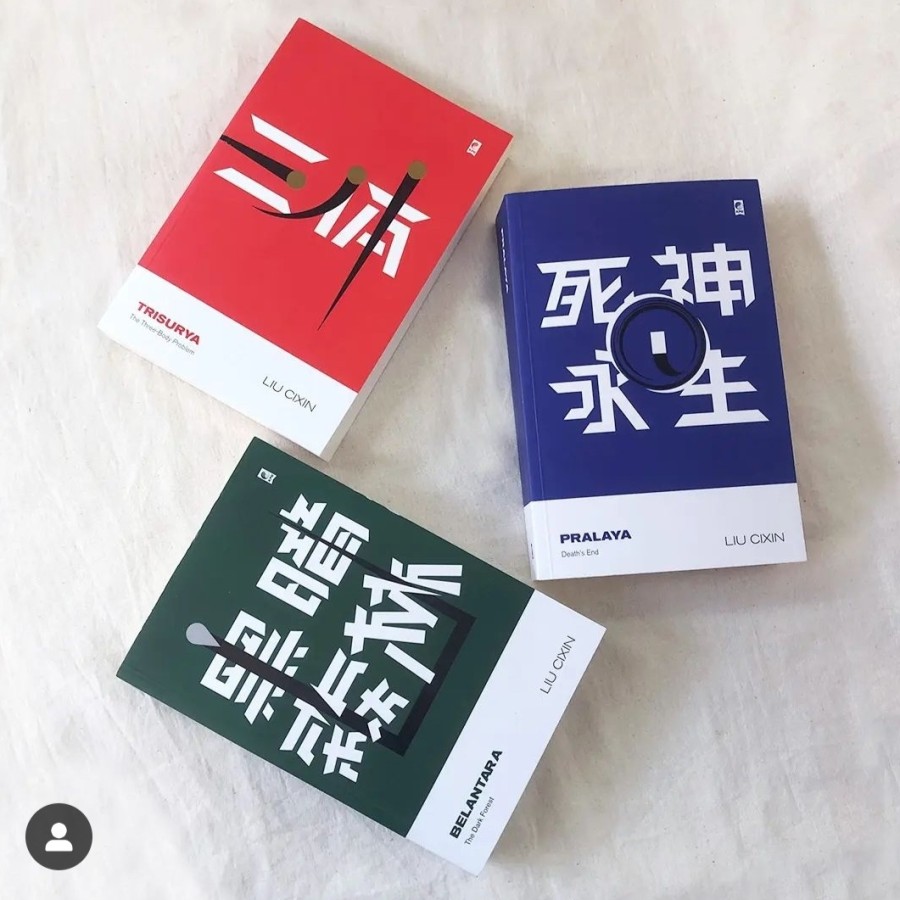 三体
TRISURYA
The Three-Body Problem
LIU CIXIN
死神
永生
PRALAYA
Death's End
LIU CIXIN
黑暗
森林
BELANTARA
The Dark Forest
LIU CIXIN